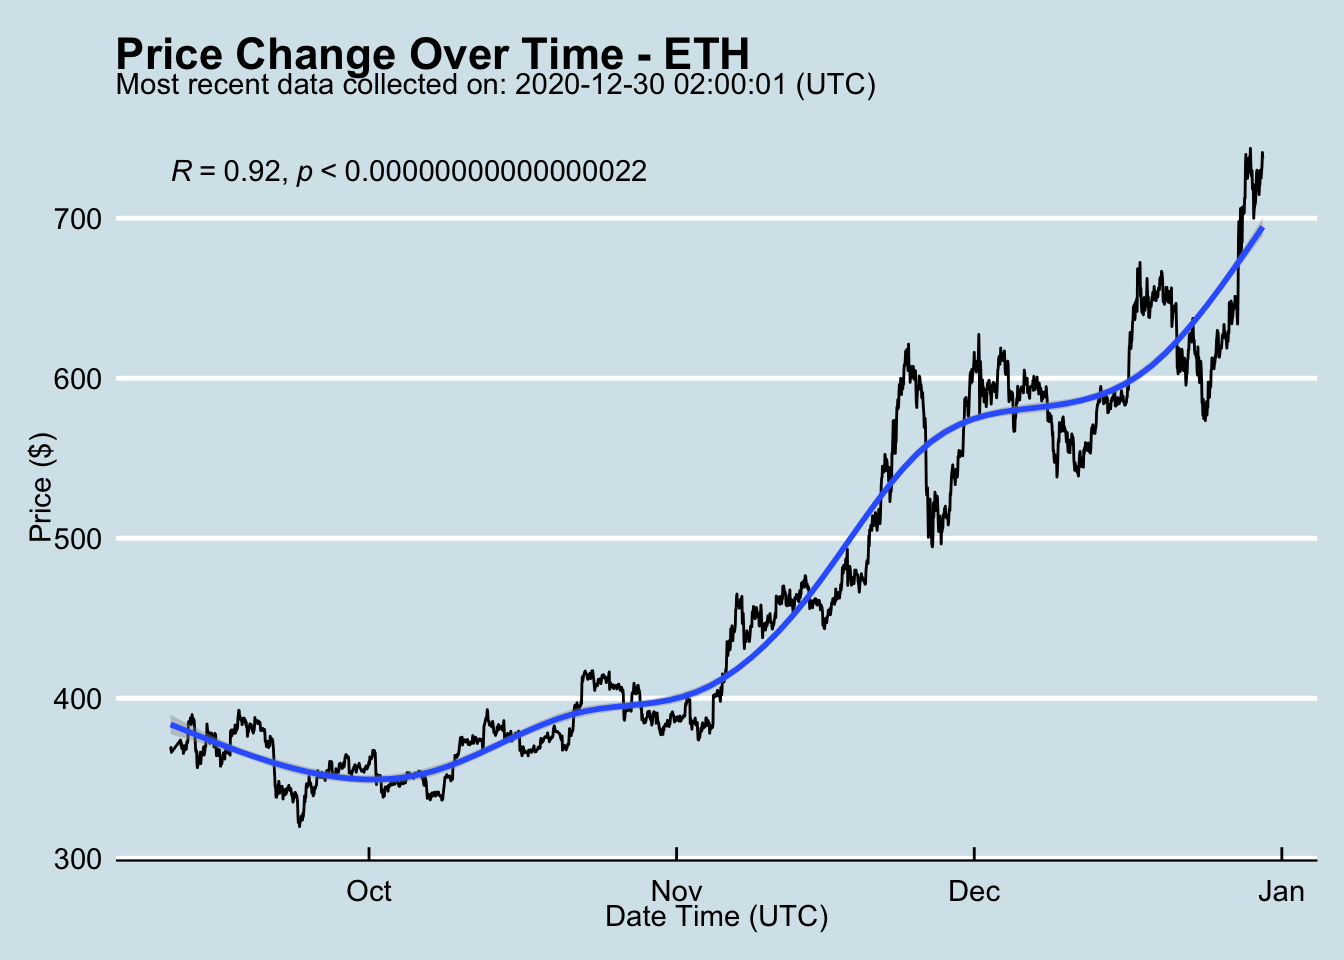 Price Change Over Time - ETH
Most recent data collected on: 2020-12-30 02:00:01 (UTC)
R = 0.92, p < 0.00000000000000022
700
600
500
400
300
Price ($)
Oct
Nov
Dec
Jan
Date Time (UTC)